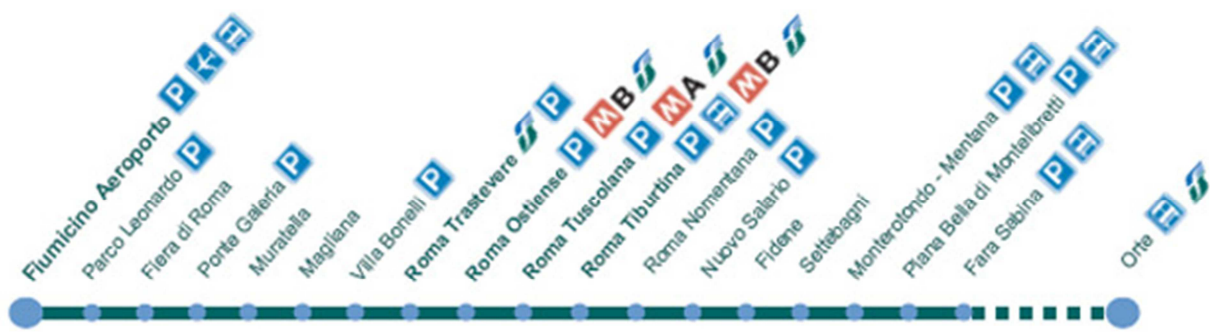 Fiumicino Aeroporto P
Parco Leonardo P
Fiera di Roma
Ponte Galeria P
Muratella
Magliana
Villa Bonelli P
Roma Trastevere P
Roma Ostiense P M B
Roma Tuscolana P M A
Roma Tiburtina P M B
Roma Nomentana P
Nuovo Salario P
Fidene
Settebagni
Monterotondo - Mentana P
Piana Bella di Montelibretti P
Fara Sabina P
Orte